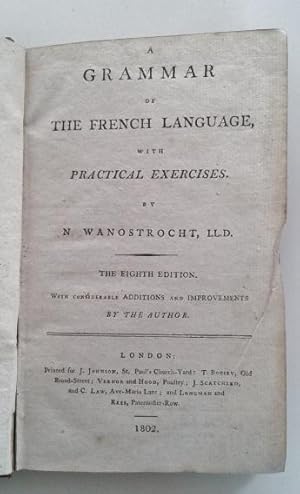 A
GRAMMAR
OF
THE FRENCH LANGUAGE,
WITH
PRACTICAL EXERCISES.
BY
N. WANOSTROCHT, LL.D.
THE EIGHTH EDITION.
WITH CONSIDERABLE ADDITIONS AND IMPROVEMENTS
BY THE AUTHOR.
LONDON:
Printed for J. JOHNSON, St. Paul's Church-Yard: T. BOOSEY, Old
Broad-Street; VERNOR and HOOD, Poultry; J. SCATCHERD,
and C. LAW, Ave-Maria Lane; and LONGMAN and
REES, Paternoster-Row.
1802.